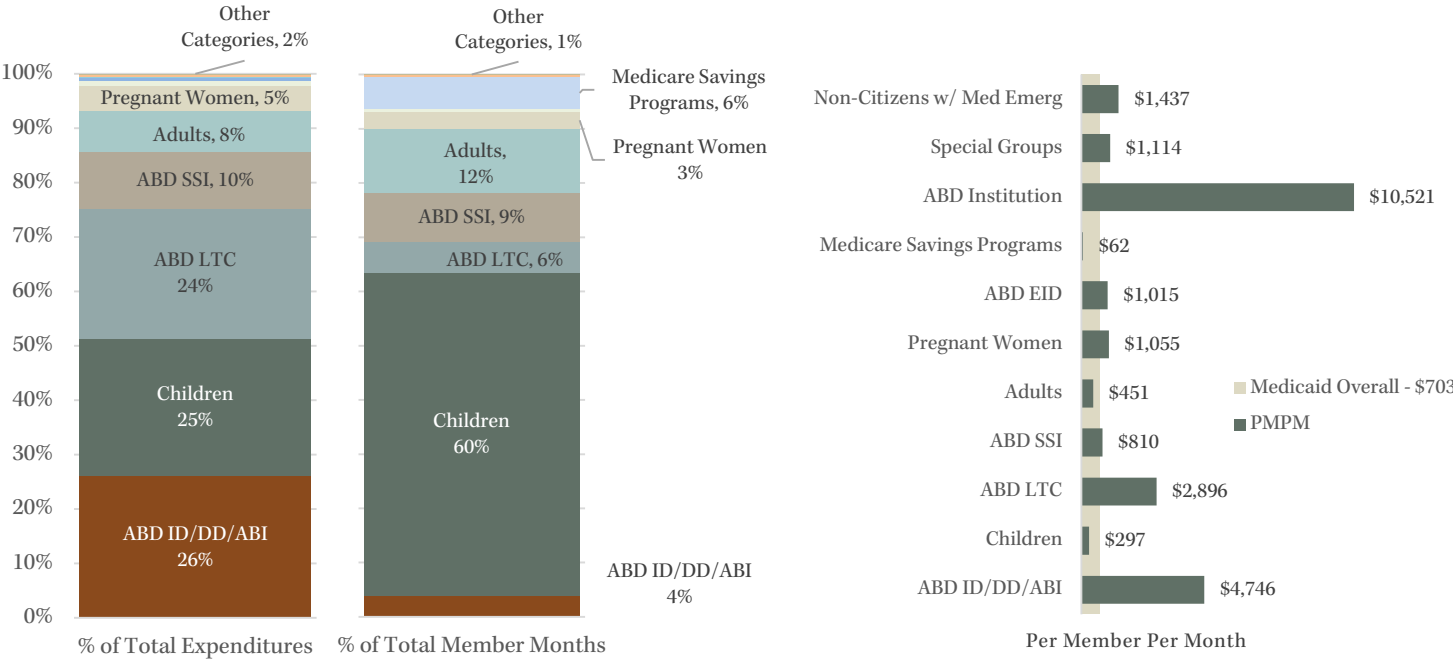 Other
Categories, 2%
100%
90%
80%
70%
60%
50%
40%
30%
20%
10%
0%
Pregnant Women, 5%
Adults, 8%
ABD SSI, 10%
ABD LTC
24%
Children
25%
ABD ID/DD/ABI
26%
% of Total Expenditures
Other
Categories, 1%
Medicare Savings
Programs, 6%
Pregnant Women
3%
Adults,
12%
ABD SSI, 9%
ABD LTC, 6%
Children
60%
ABD ID/DD/ABI
4%
% of Total Member Months
Non-Citizens w/ Med Emerg $1,437
Special Groups $1,114
ABD Institution $10,521
Medicare Savings Programs $62
ABD EID $1,015
Pregnant Women $1,055
Adults $451
ABD SSI $810
ABD LTC $2,896
Children $297
ABD ID/DD/ABI $4,746
Medicaid Overall - $703
PMPM
Per Member Per Month